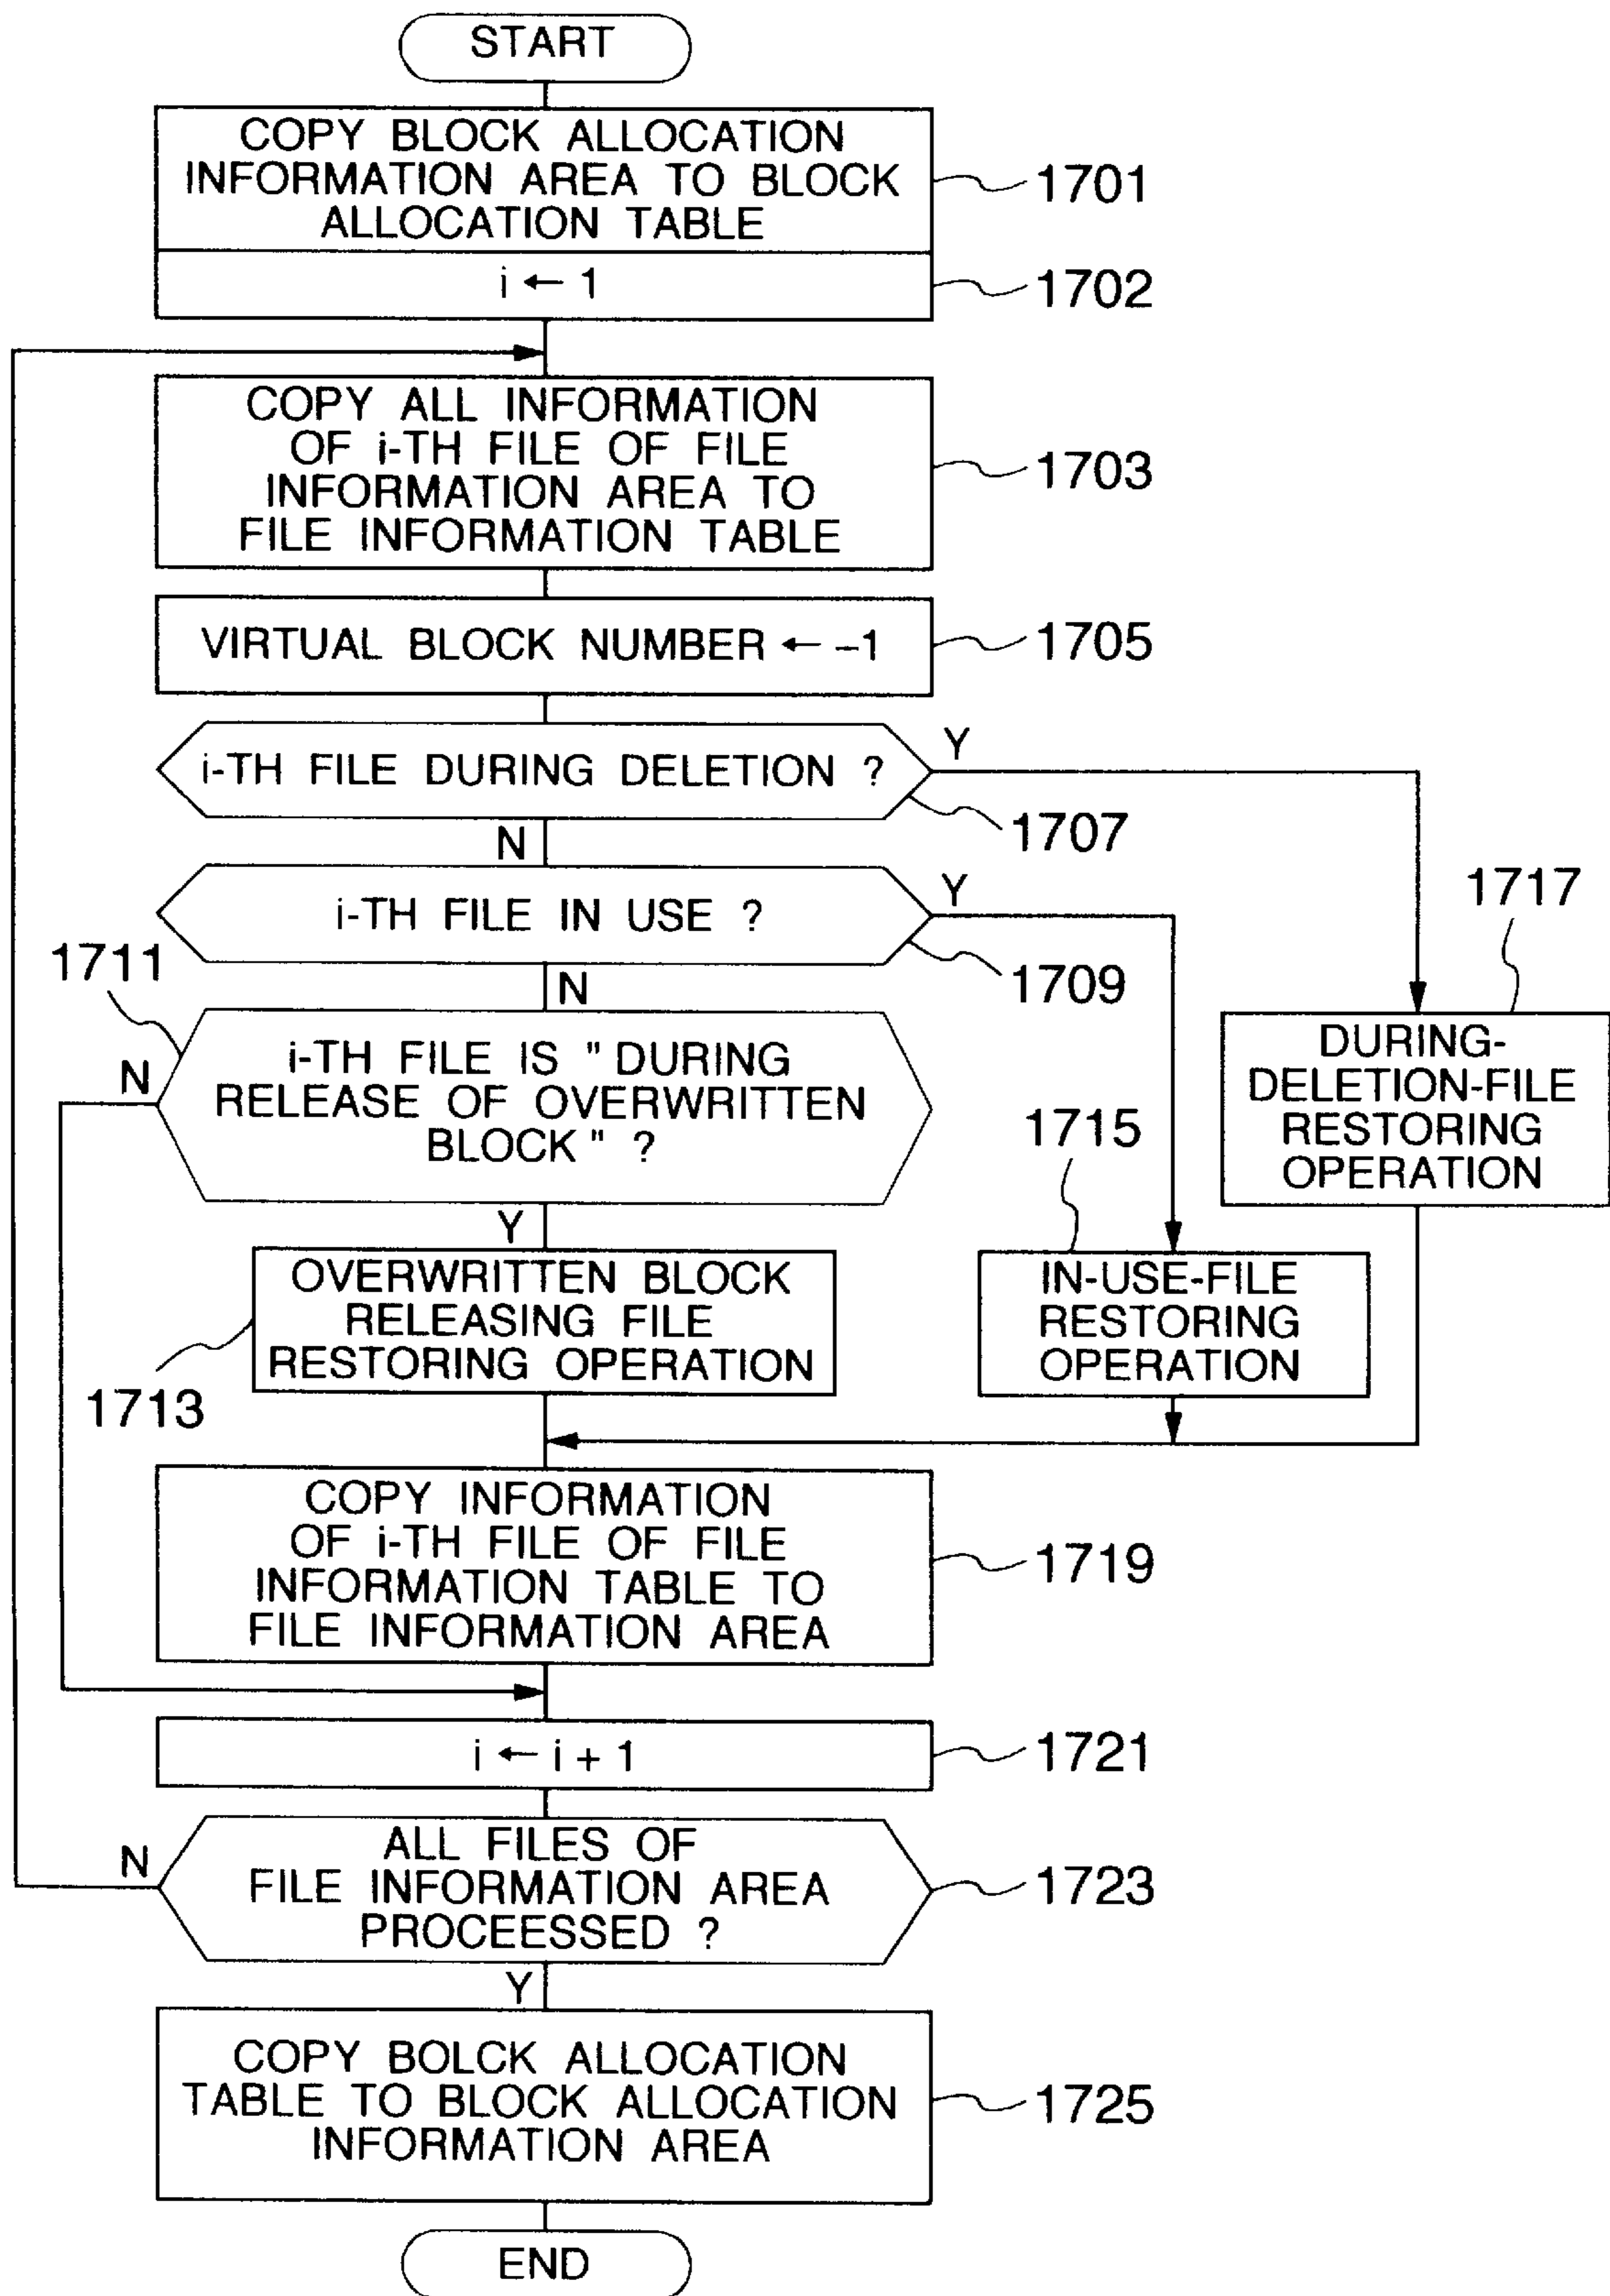 START
COPY BLOCK ALLOCATION
INFORMATION AREA TO BLOCK
ALLOCATION TABLE
1701
i ← 1
1702
COPY ALL INFORMATION
OF i-TH FILE OF FILE
INFORMATION AREA TO
FILE INFORMATION TABLE
1703
VIRTUAL BLOCK NUMBER ← –1
1705
i-TH FILE DURING DELETION ?
Y
1707
N
i-TH FILE IN USE ?
Y
1709
1717
1711
N
i-TH FILE IS " DURING
RELEASE OF OVERWRITTEN
BLOCK " ?
N
DURING-
DELETION-FILE
RESTORING
OPERATION
1715
Y
OVERWRITTEN BLOCK
RELEASING FILE
RESTORING OPERATION
1713
IN-USE-FILE
RESTORING
OPERATION
COPY INFORMATION
OF i-TH FILE OF FILE
INFORMATION TABLE TO
FILE INFORMATION AREA
1719
i ← i + 1
1721
ALL FILES OF
FILE INFORMATION AREA
PROCEESSED ?
N
1723
Y
COPY BOLCK ALLOCATION
TABLE TO BLOCK ALLOCATION
INFORMATION AREA
1725
END